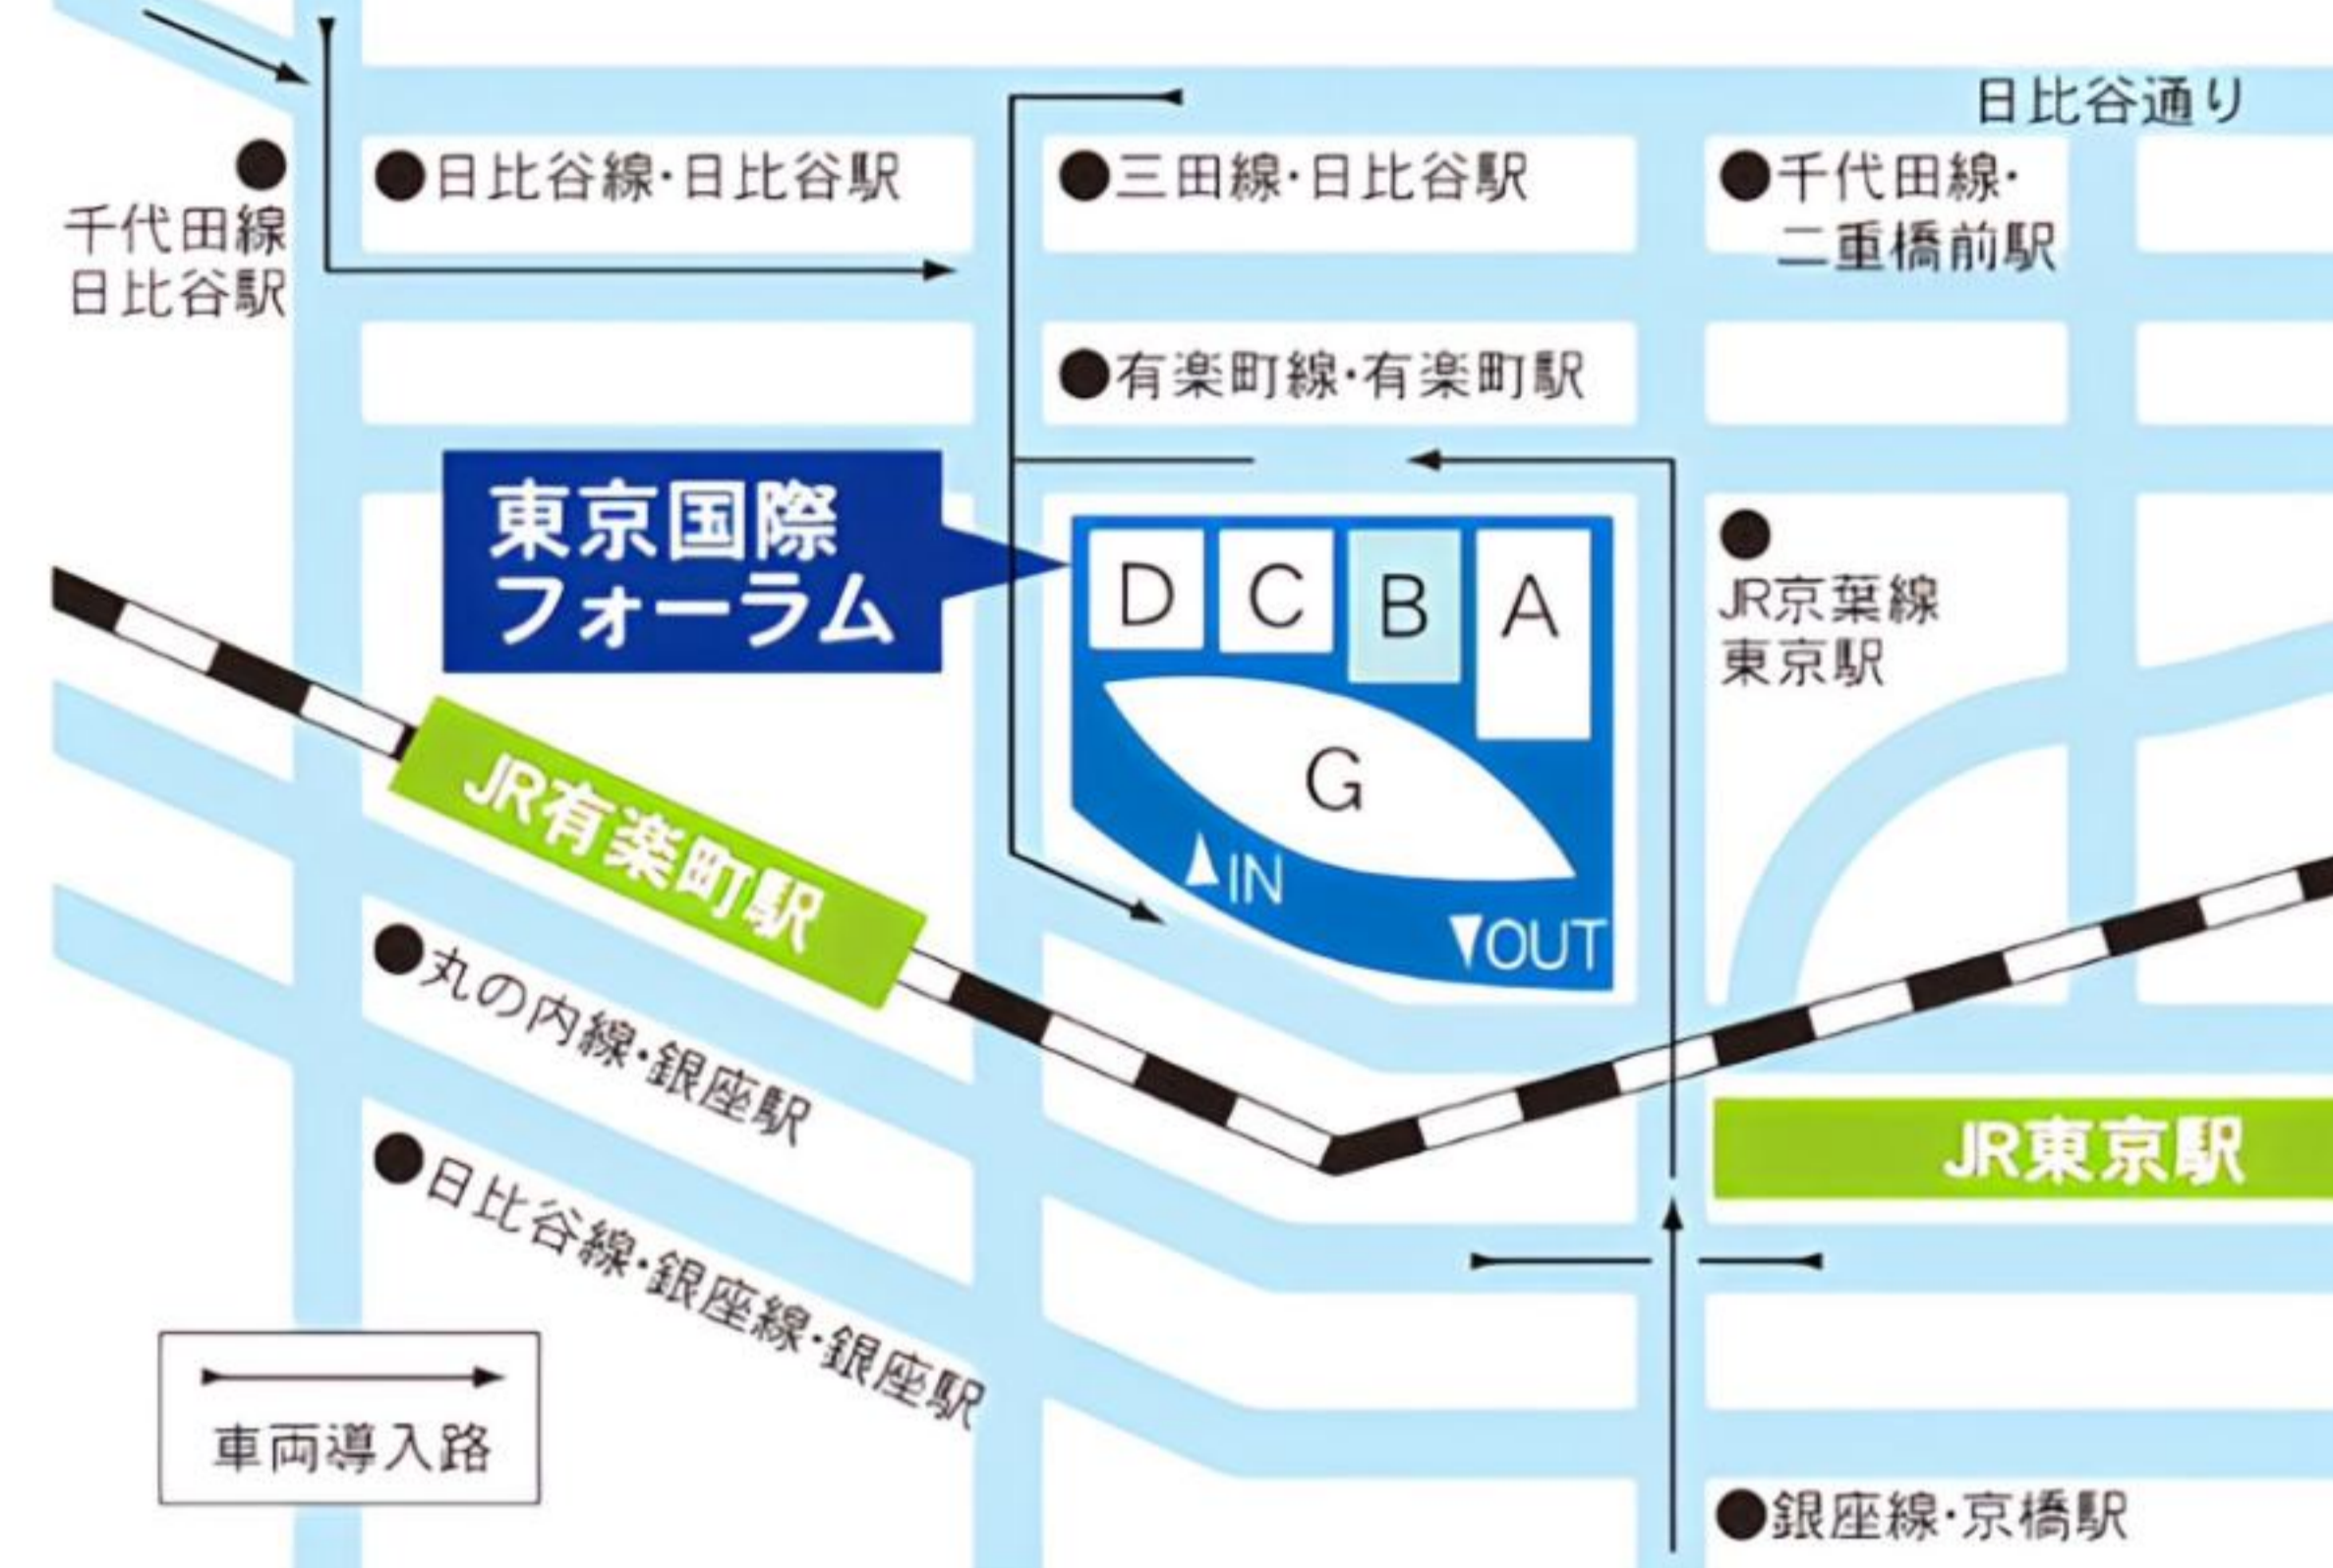 日比谷通り
●日比谷線・日比谷駅
●三田線・日比谷駅
●千代田線・
二重橋前駅
●
千代田線
日比谷駅
●有楽町線・有楽町駅
東京国際
フォーラム
D C B A
G
▲IN
▼OUT
●
JR京葉線
東京駅
JR有楽町駅
●丸の内線・銀座駅
●日比谷線・銀座線・銀座駅
JR東京駅
車両導入路
●銀座線・京橋駅